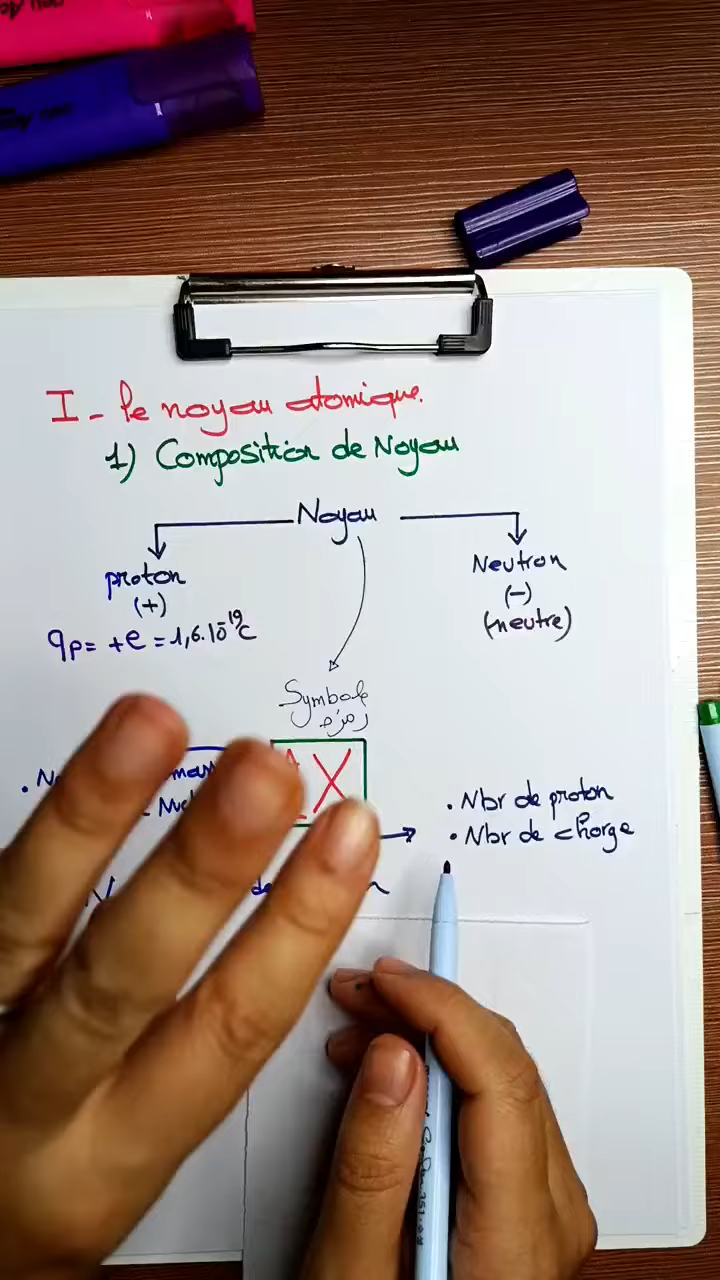 I - le noyau atomique.
1) Composition de Noyau
Noyau
proton
(+)
qp = +e = 1,6.10⁻¹⁹C
Neutron
(-)
(neutre)
Symbole
رمزه
X
. Nbr de proton
. Nbr de charge